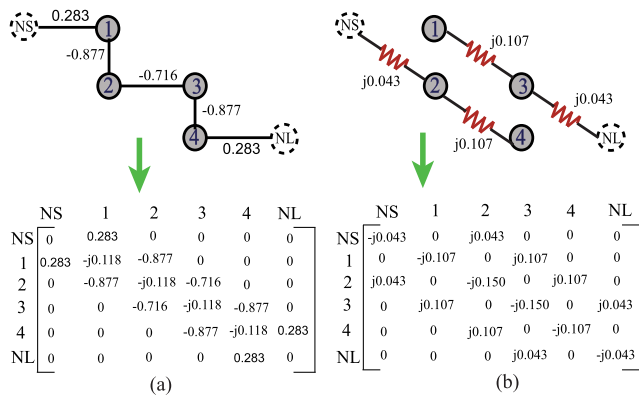 NS 0.283 1
-0.877
2 -0.716 3
-0.877
4 0.283 NL
NS 1
j0.107
j0.043 2 3 j0.043
j0.107 4 NL
NS 1 2 3 4 NL
NS 0 0.283 0 0 0 0
1 0.283 -j0.118 -0.877 0 0 0
2 0 -0.877 -j0.118 -0.716 0 0
3 0 0 -0.716 -j0.118 -0.877 0
4 0 0 0 -0.877 -j0.118 0.283
NL 0 0 0 0 0.283 0
(a)
NS 1 2 3 4 NL
NS -j0.043 0 j0.043 0 0 0
1 0 -j0.107 0 j0.107 0 0
2 j0.043 0 -j0.150 0 j0.107 0
3 0 j0.107 0 -j0.150 0 j0.043
4 0 0 j0.107 0 -j0.107 0
NL 0 0 0 j0.043 0 -j0.043
(b)